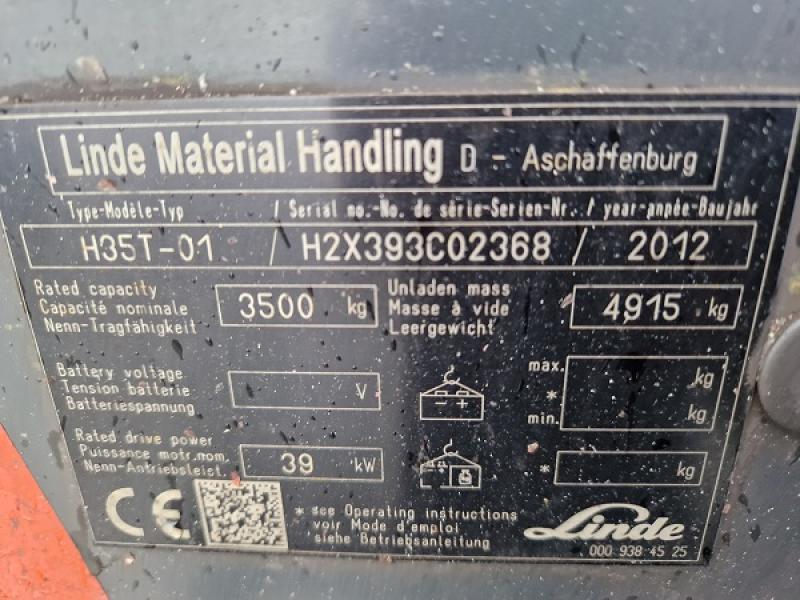 Linde Material Handling D - Aschaffenburg
Type-Modèle-Typ / Serial no.-No. de série-Serien-Nr. / year-année-Baujahr
H35T-01 / H2X393C02368 / 2012
Rated capacity
Capacité nominale
Nenn-Tragfähigkeit
3500 kg
Unladen mass
Masse à vide
Leergewicht
4915 kg
Battery voltage
Tension batterie
Batteriespannung
V
- +
max.
*
min.
kg
kg
Rated drive power
Puissance motr.nom.
Nenn-Antriebsleist.
39 kW
*
kg
CE
* see Operating instructions
voir Mode d'emploi
siehe Betriebsanleitung
Linde
000 938 45 25